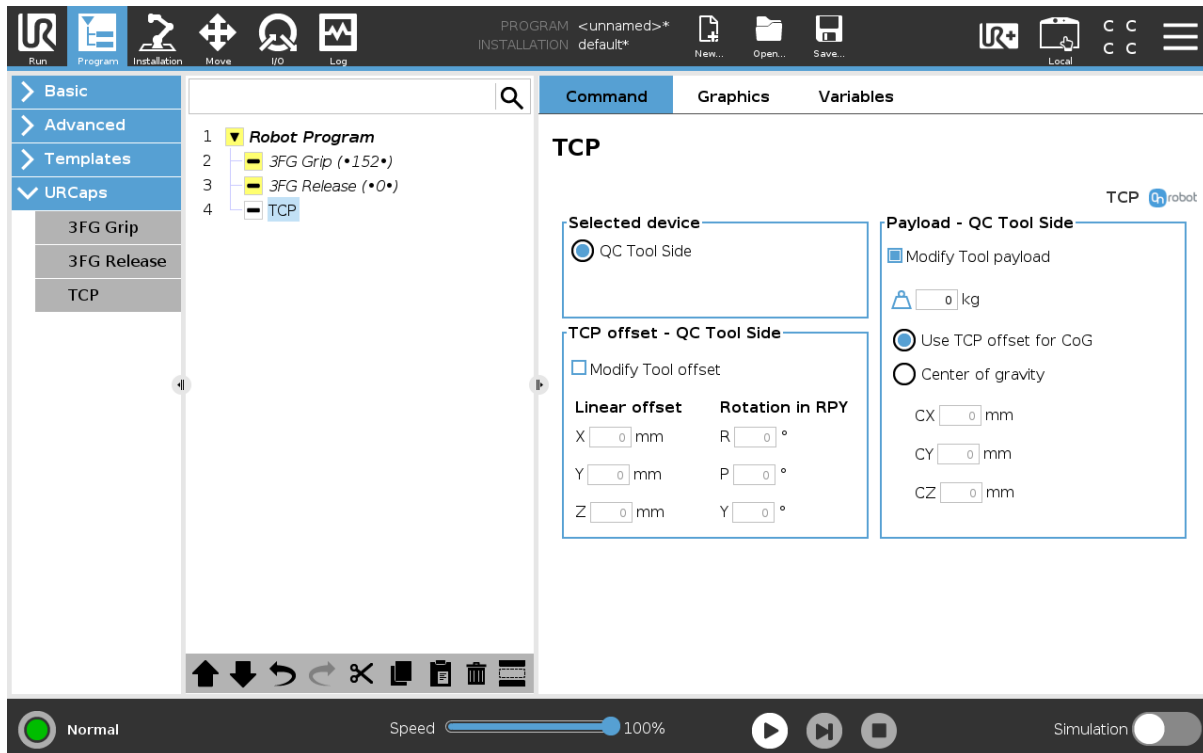 PROGRAM <unnamed>*
INSTALLATION default*
UR
Run
Program
Installation
Move
I/O
Log
New...
Open...
Save...
UR+
Local
C C
C C
Basic
Advanced
Templates
URCaps
3FG Grip
3FG Release
TCP
1 Robot Program
2 3FG Grip (•152•)
3 3FG Release (•0•)
4 TCP
Command Graphics Variables
TCP
TCP OnRobot
Selected device
QC Tool Side
TCP offset - QC Tool Side
Modify Tool offset
Linear offset Rotation in RPY
X 0 mm R 0 °
Y 0 mm P 0 °
Z 0 mm Y 0 °
Payload - QC Tool Side
Modify Tool payload
0 kg
Use TCP offset for CoG
Center of gravity
CX 0 mm
CY 0 mm
CZ 0 mm
Normal
Speed 100%
Simulation